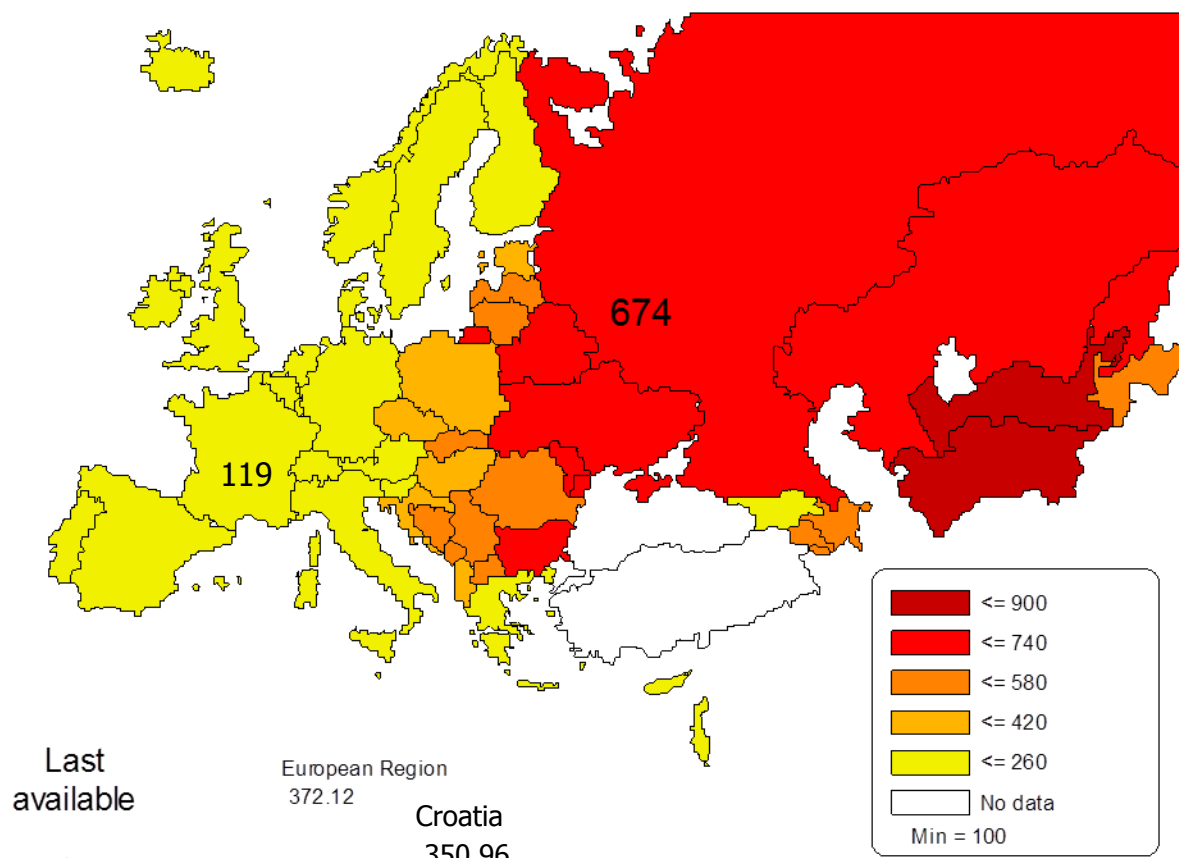 674
119
<= 900
<= 740
<= 580
<= 420
<= 260
No data
Min = 100
Last
available
European Region
372.12
Croatia
350.96